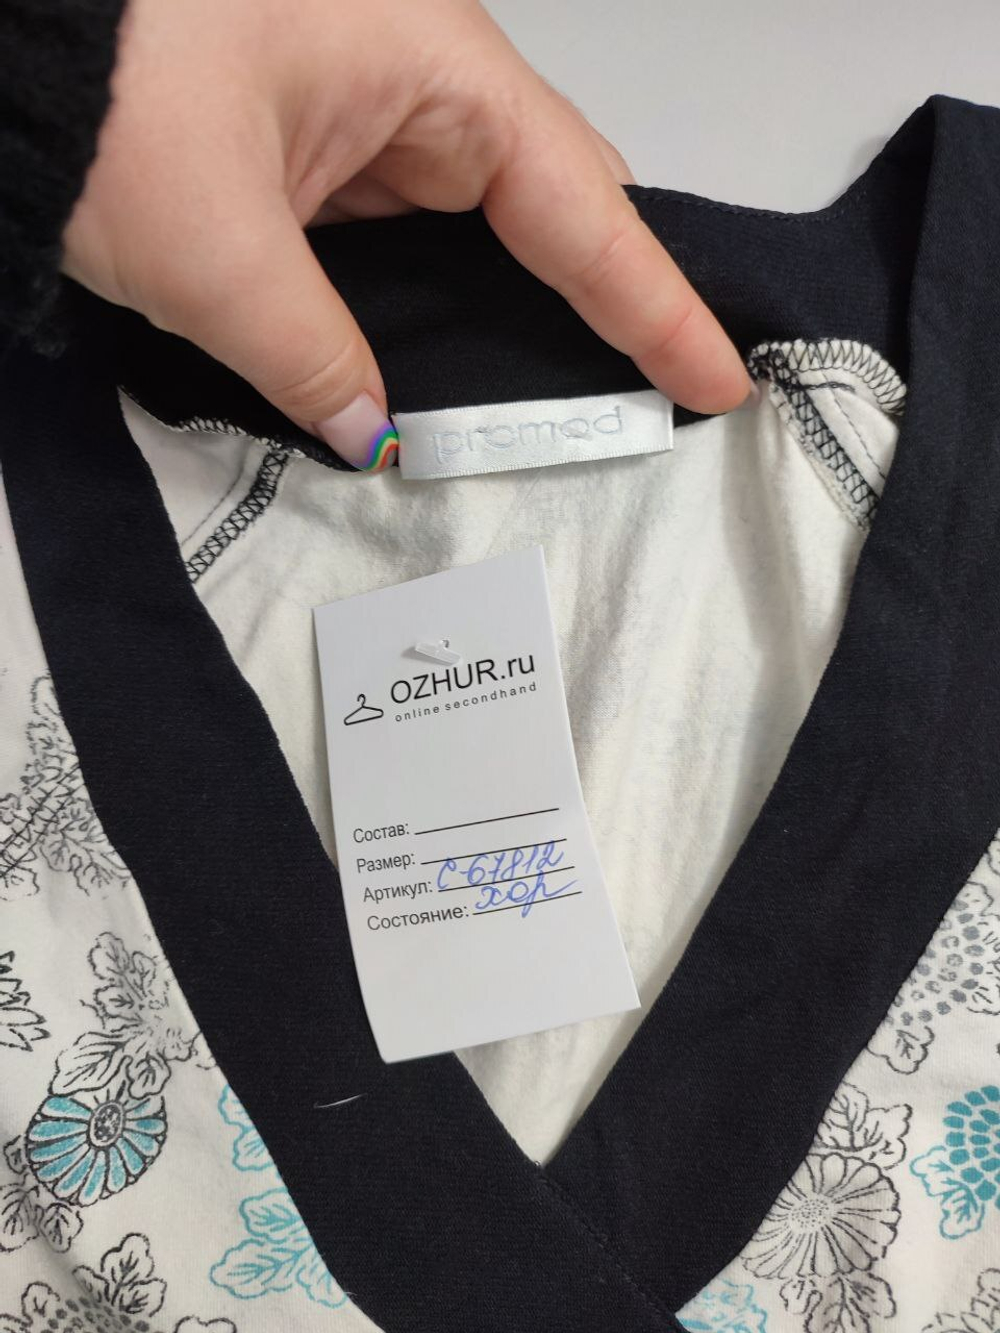 promod
OZHUR.ru
online secondhand
Состав:
Размер:
Артикул: С-67812
Состояние: хор